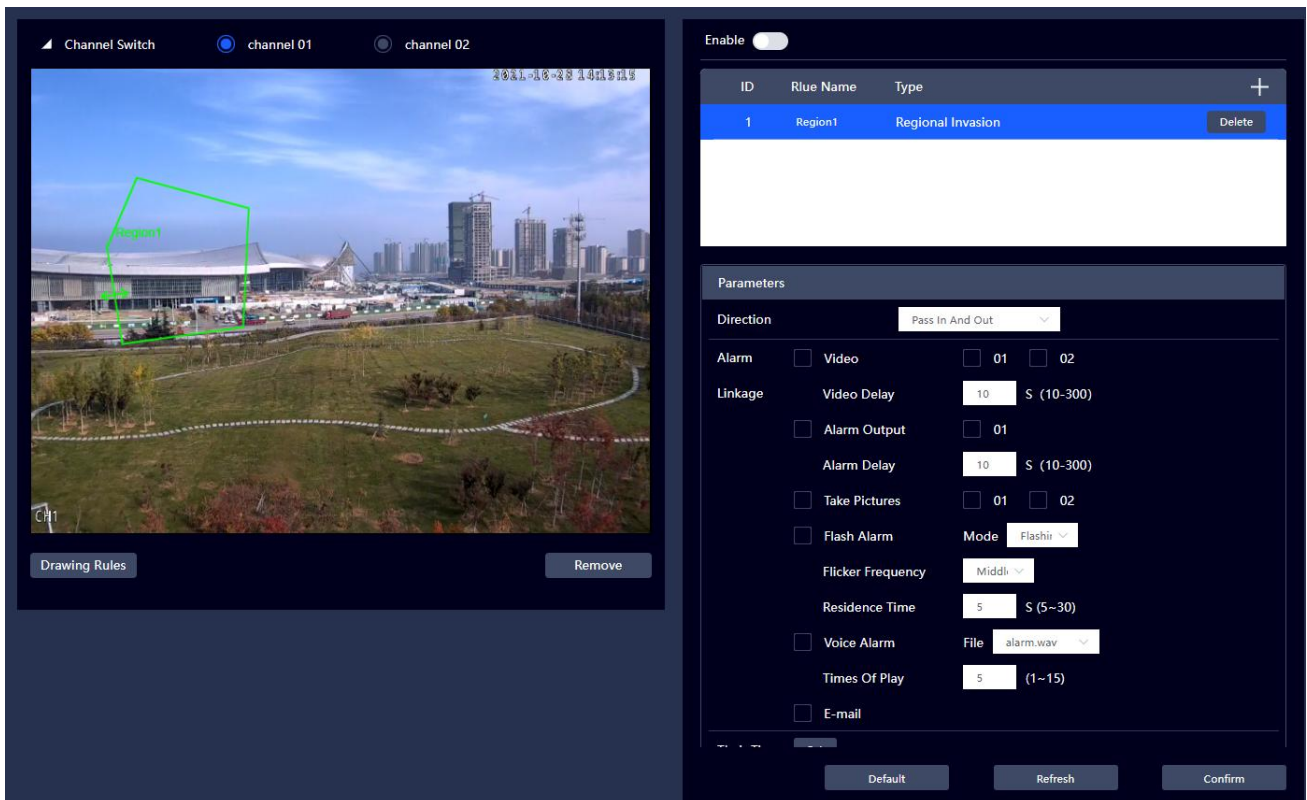 Channel Switch channel 01 channel 02
CH1
Region1
Drawing Rules Remove
Enable
ID Rlue Name Type
1 Region1 Regional Invasion Delete
Parameters
Direction Pass In And Out
Alarm Video 01 02
Linkage Video Delay 10 S (10-300)
Alarm Output 01
Alarm Delay 10 S (10-300)
Take Pictures 01 02
Flash Alarm Mode
Flicker Frequency
Residence Time 5 S (5~30)
Voice Alarm File alarm.wav
Times Of Play 5 (1~15)
E-mail
Default Refresh Confirm